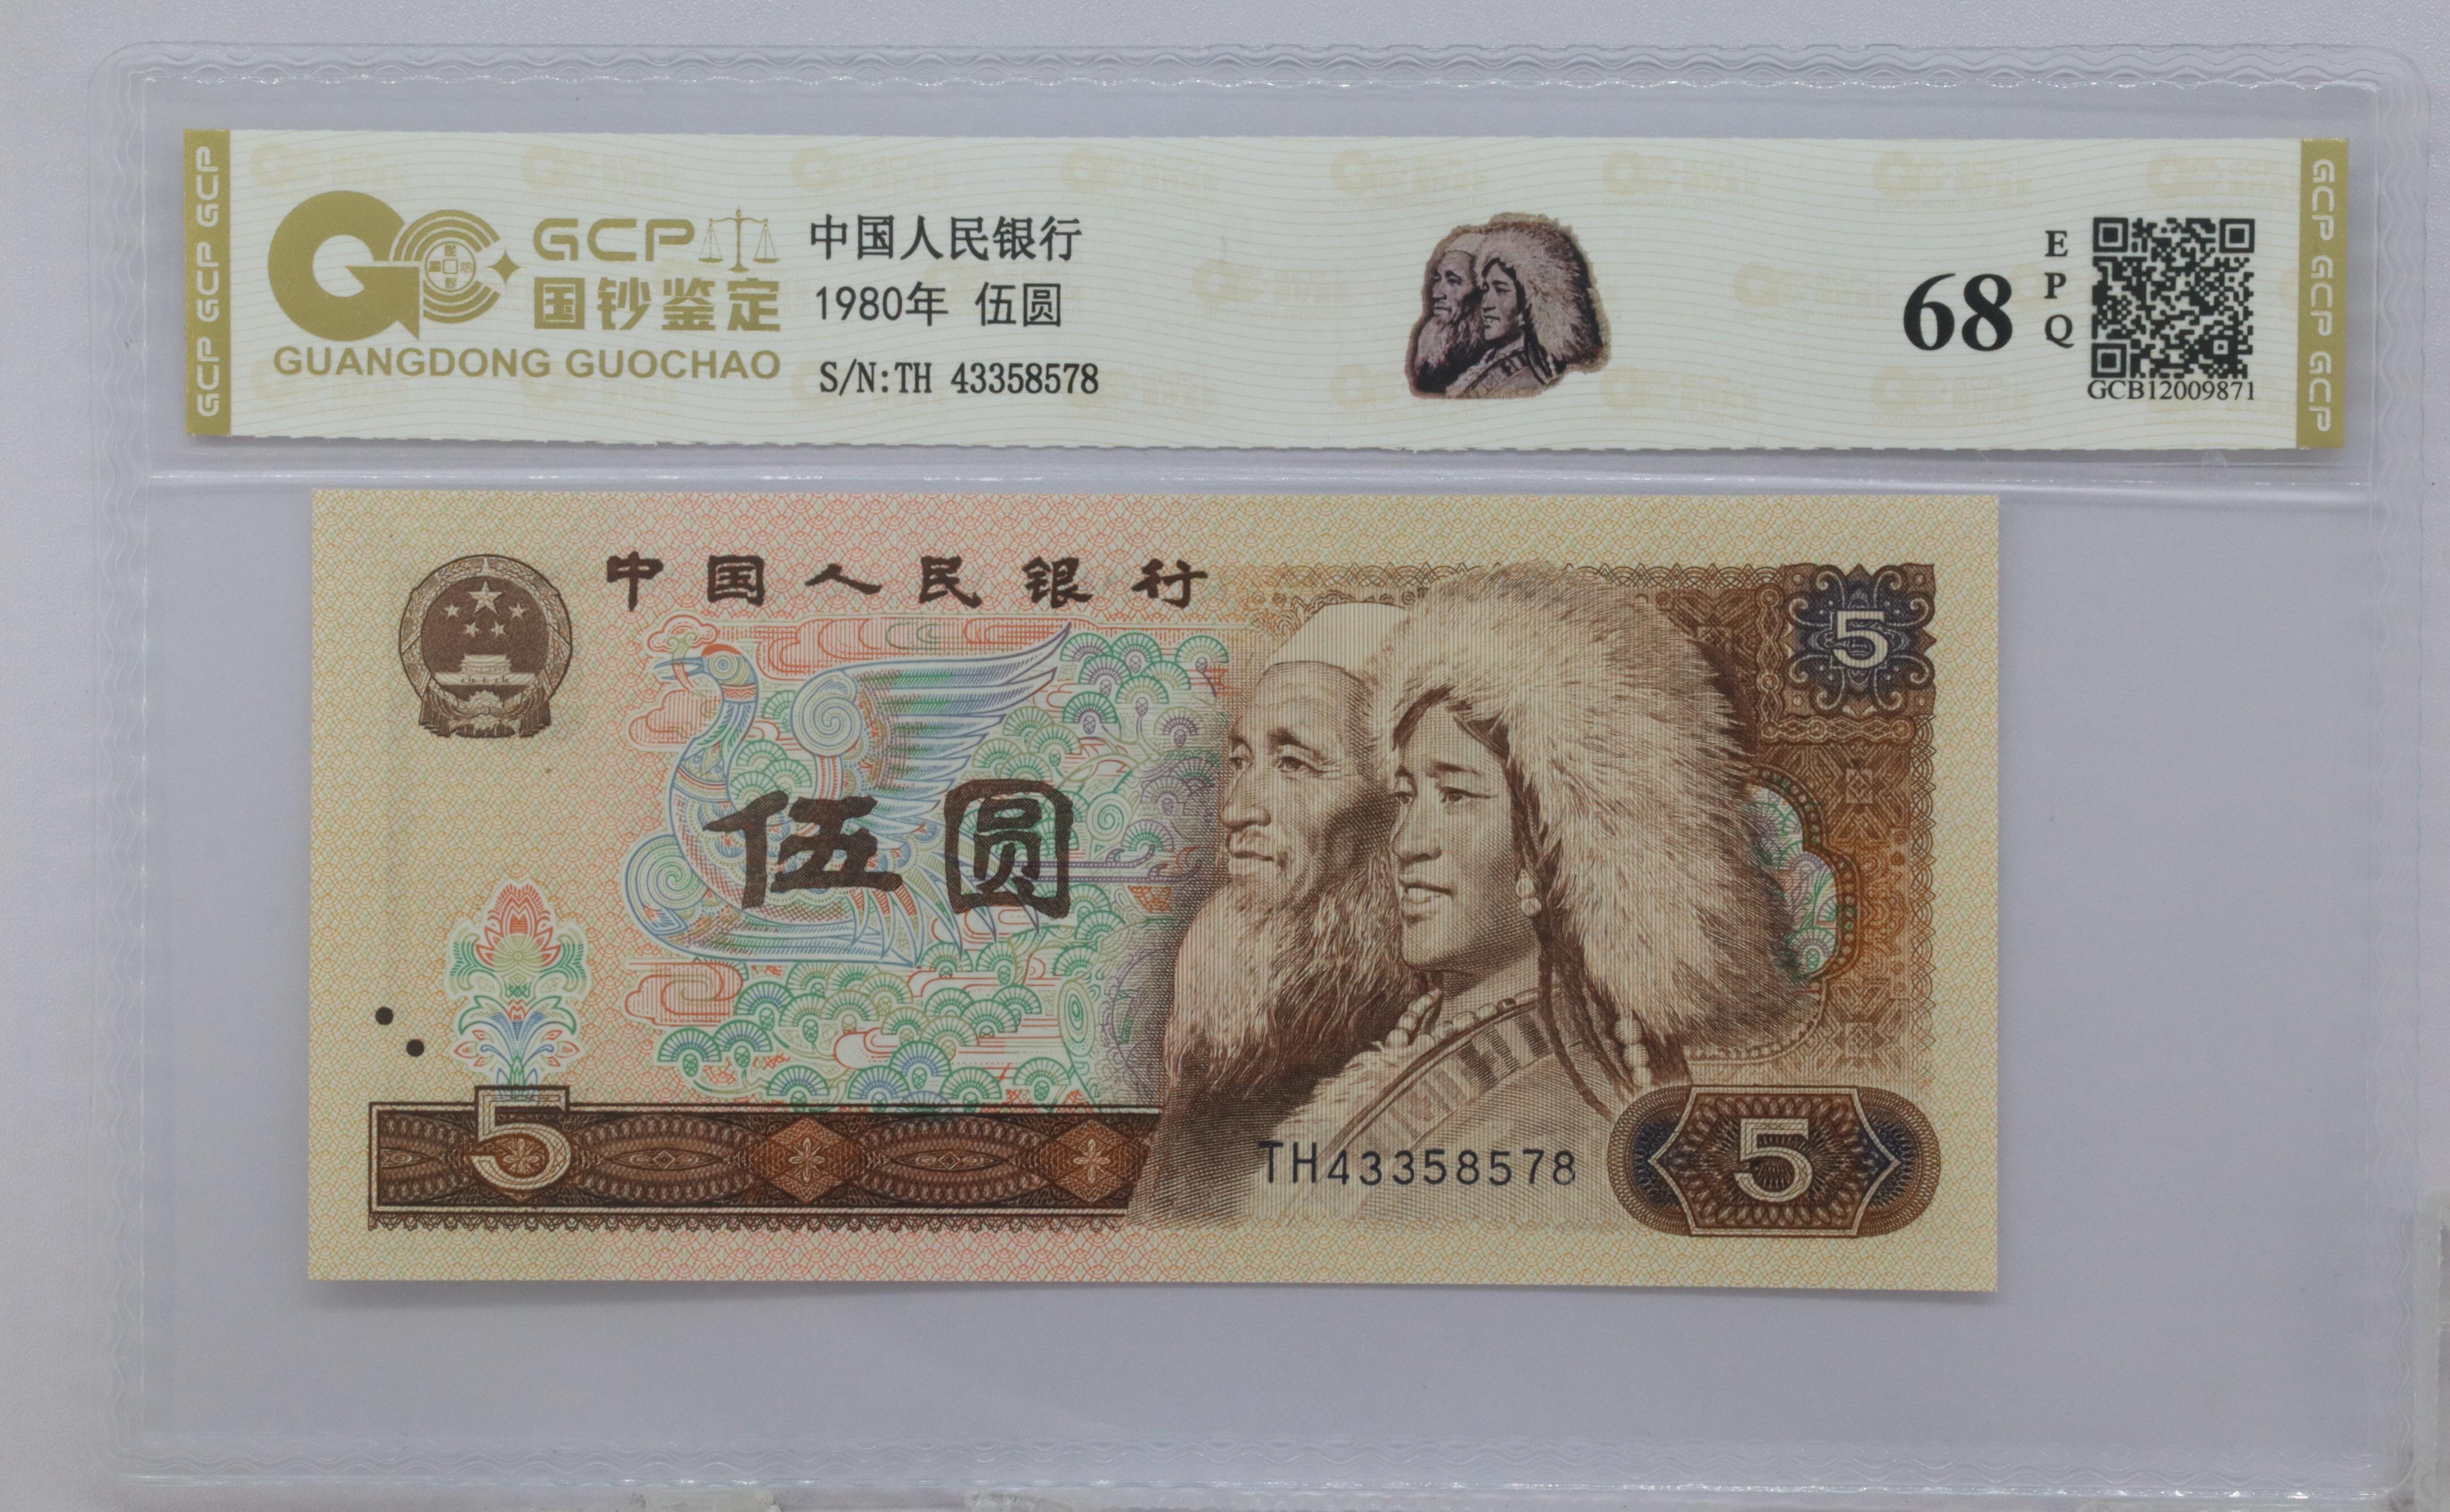 GCP GCP GCP
GCP
国钞鉴定
GUANGDONG GUOCHAO
中国人民银行
1980年 伍圆
S/N:TH 43358578
68
EPQ
GCB12009871
GCP GCP GCP
中国人民银行
5
伍圆
5
TH43358578
5